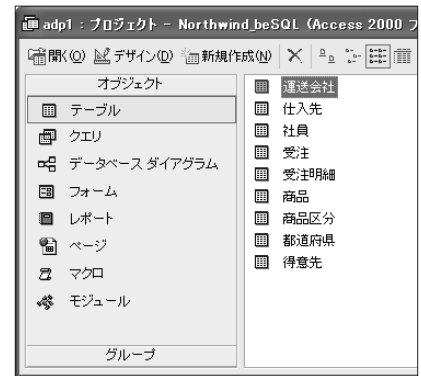 adp1 : プロジェクト - Northwind_beSQL (Access 2000 フ
開く(O) デザイン(D) 新規作成(N)
オブジェクト
テーブル
クエリ
データベース ダイアグラム
フォーム
レポート
ページ
マクロ
モジュール
グループ
運送会社
仕入先
社員
受注
受注明細
商品
商品区分
都道府県
得意先